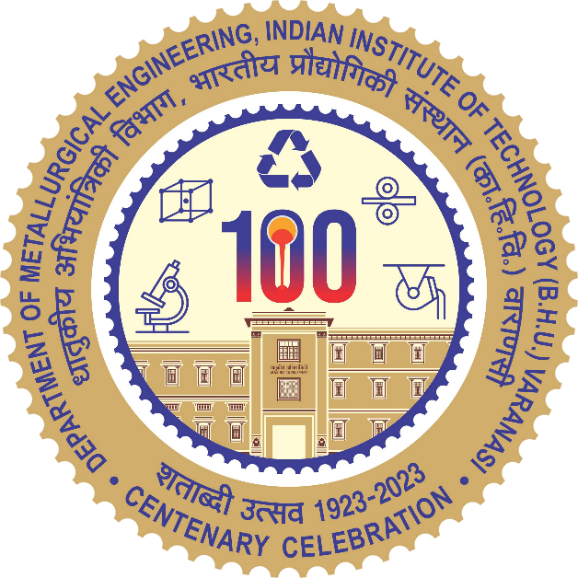 DEPARTMENT OF METALLURGICAL ENGINEERING, INDIAN INSTITUTE OF TECHNOLOGY (B.H.U.) VARANASI
धातुकीय अभियांत्रिकी विभाग, भारतीय प्रौद्योगिकी संस्थान (का.हि.वि.) वाराणसी
100
शताब्दी उत्सव 1923-2023
• CENTENARY CELEBRATION •